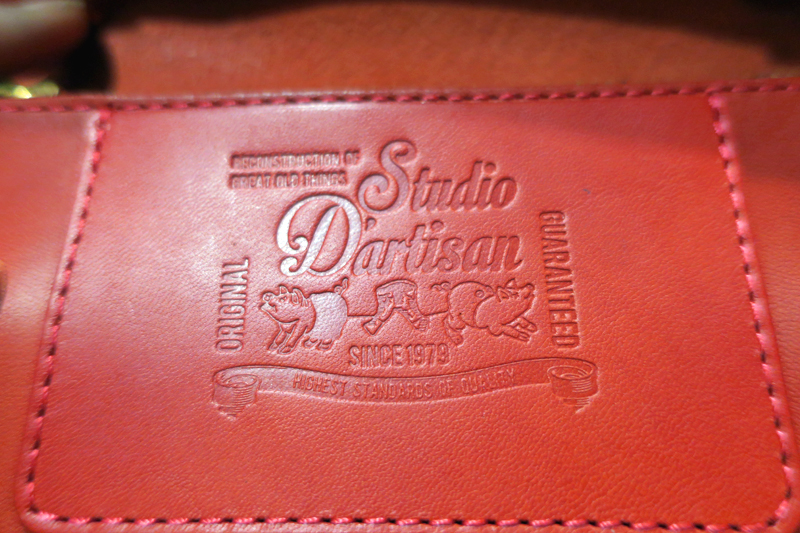 RECONSTRUCTION OF
GREAT OLD THINGS
Studio
D'artisan
ORIGINAL
GUARANTEED
SINCE 1979
HIGHEST STANDARDS OF QUALITY